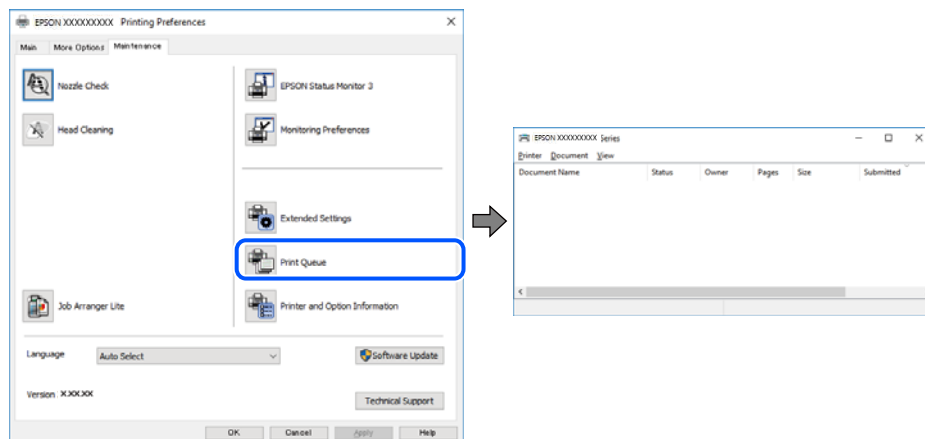 EPSON XXXXXXXXX Printing Preferences
Main More Options Maintenance
Nozzle Check
EPSON Status Monitor 3
Head Cleaning
Monitoring Preferences
Extended Settings
Print Queue
Job Arranger Lite
Printer and Option Information
Language Auto Select Software Update
Version X.XX.XX
Technical Support
OK Cancel Apply Help
EPSON XXXXXXXXX Series
Printer Document View
Document Name Status Owner Pages Size Submitted